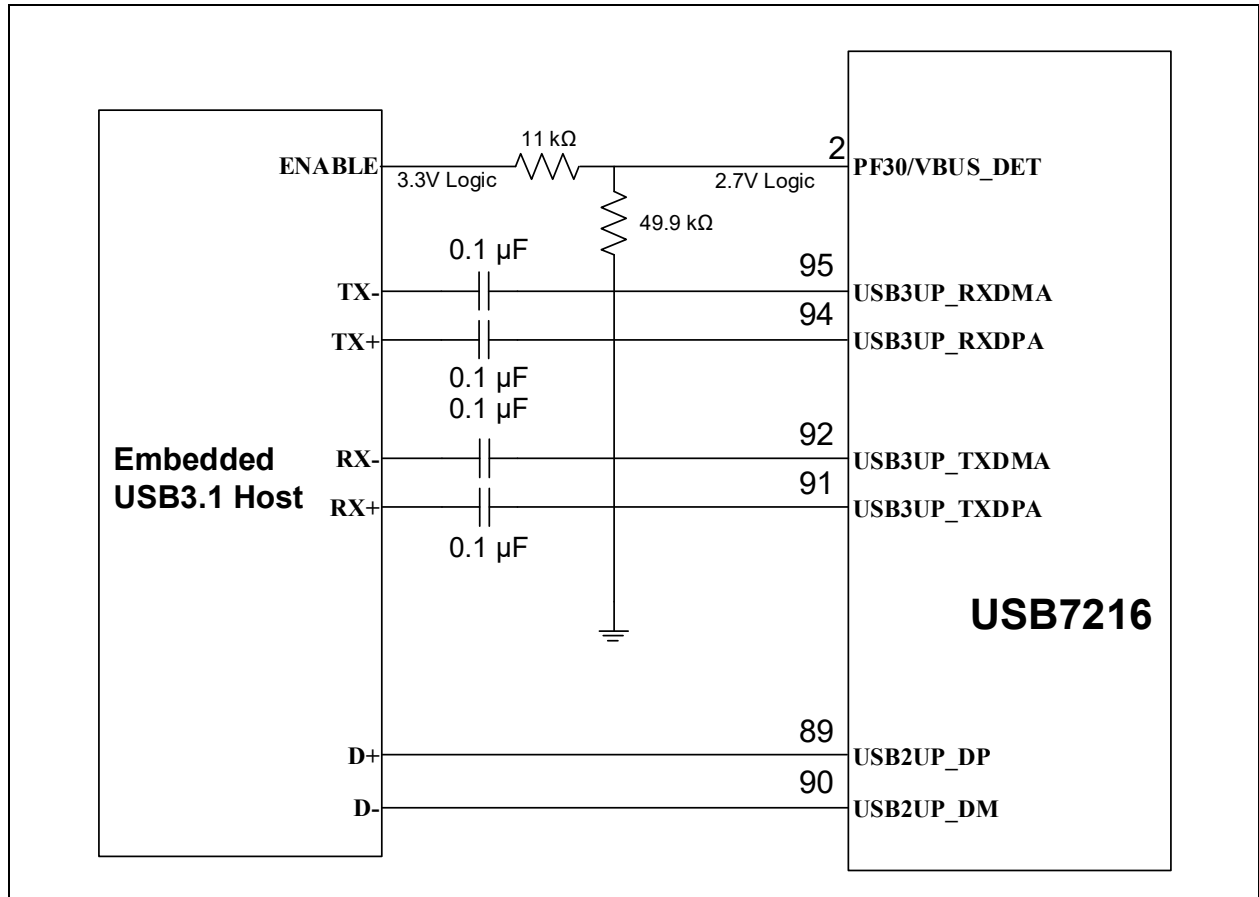 11 kΩ
2
ENABLE
PF30/VBUS_DET
3.3V Logic
2.7V Logic
49.9 kΩ
0.1 µF
95
TX-
USB3UP_RXDMA
94
TX+
USB3UP_RXDPA
0.1 µF
0.1 µF
92
Embedded
USB3.1 Host
RX-
USB3UP_TXDMA
91
RX+
USB3UP_TXDPA
0.1 µF
USB7216
89
D+
USB2UP_DP
90
D-
USB2UP_DM